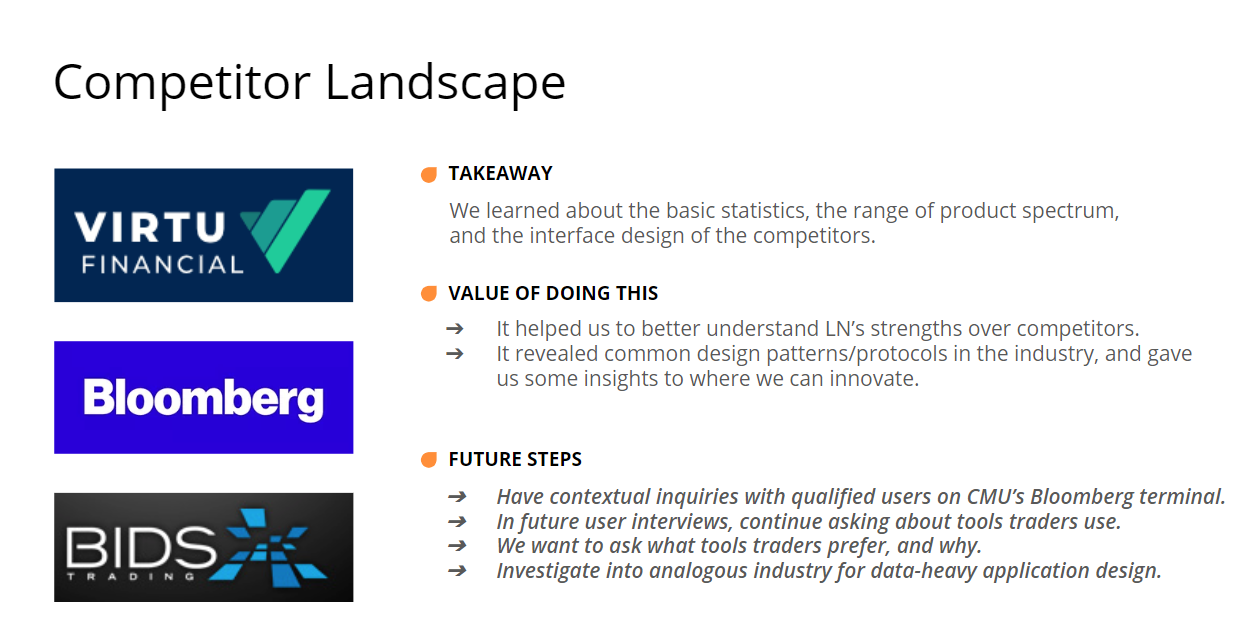 Competitor Landscape
VIRTU
FINANCIAL
Bloomberg
BIDS
TRADING
TAKEAWAY
We learned about the basic statistics, the range of product spectrum,
and the interface design of the competitors.
VALUE OF DOING THIS
➔ It helped us to better understand LN’s strengths over competitors.
➔ It revealed common design patterns/protocols in the industry, and gave
us some insights to where we can innovate.
FUTURE STEPS
➔ Have contextual inquiries with qualified users on CMU’s Bloomberg terminal.
➔ In future user interviews, continue asking about tools traders use.
➔ We want to ask what tools traders prefer, and why.
➔ Investigate into analogous industry for data-heavy application design.